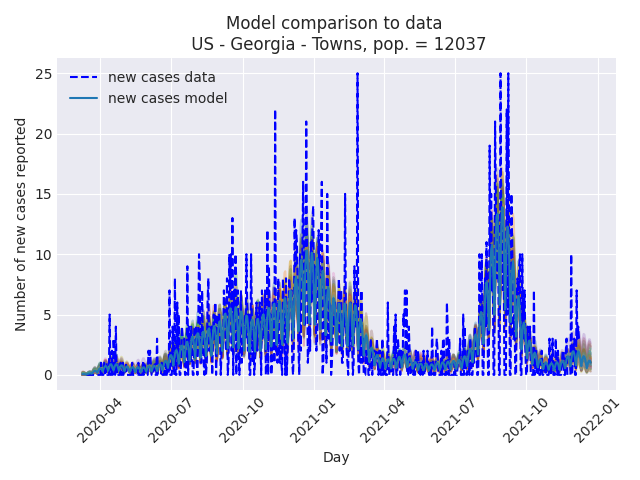 Model comparison to data
US - Georgia - Towns, pop. = 12037
new cases data
new cases model
Number of new cases reported
25
20
15
10
5
0
2020-04
2020-07
2020-10
2021-01
2021-04
2021-07
2021-10
2022-01
Day